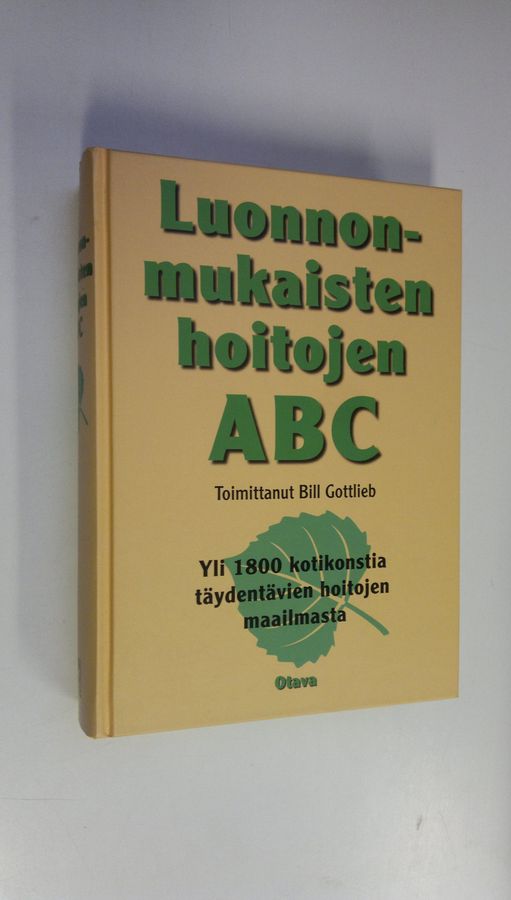 Luonnon-
mukaisten
hoitojen
ABC
Toimittanut Bill Gottlieb
Yli 1800 kotikonstia
täydentävien hoitojen
maailmasta
Otava